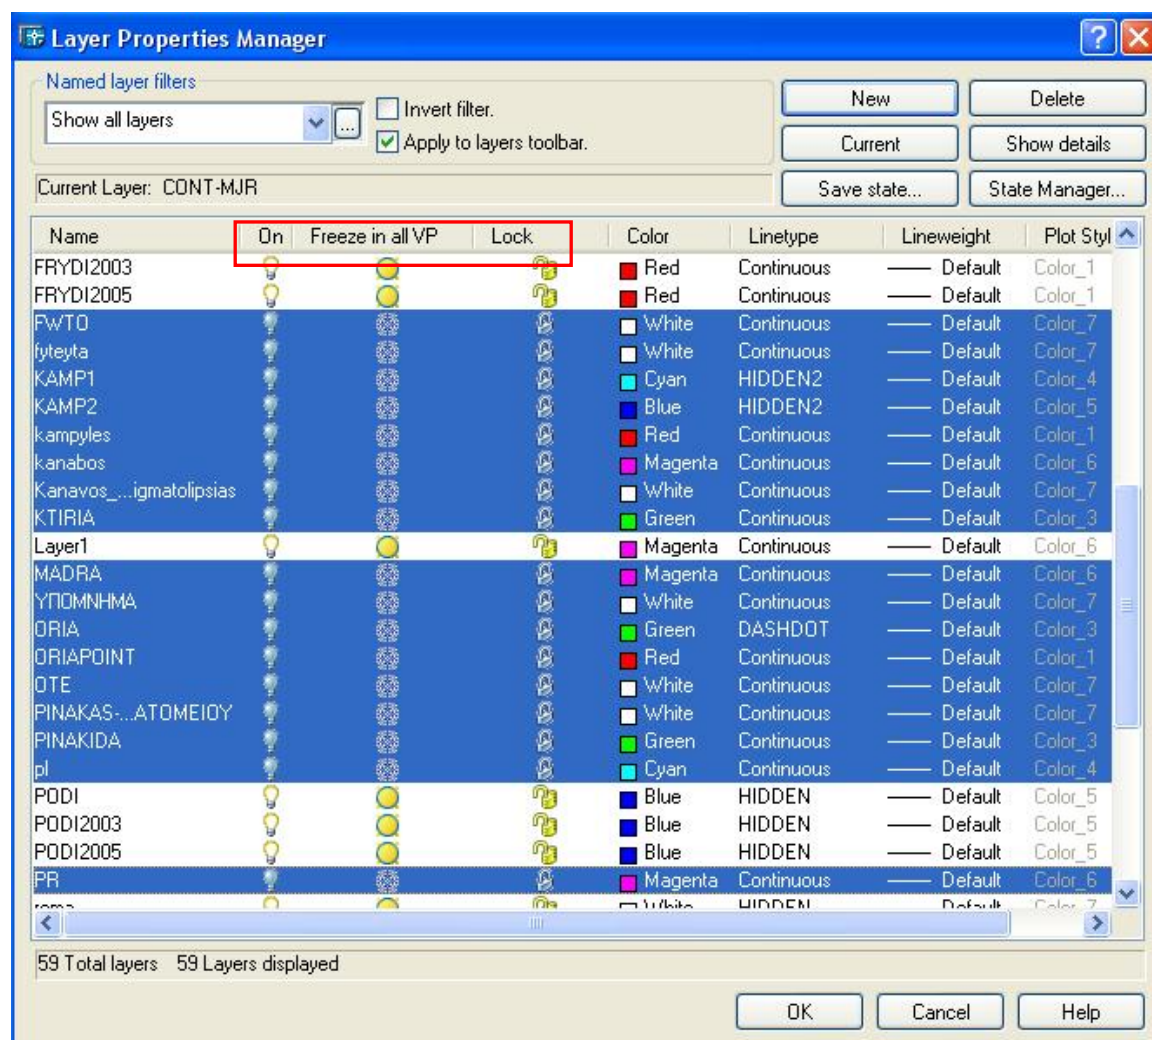 Layer Properties Manager
Named layer filters
Show all layers
...
Invert filter.
Apply to layers toolbar.
New
Delete
Current
Show details
Current Layer: CONT-MJR
Save state...
State Manager...
Name On Freeze in all VP Lock Color Linetype Lineweight Plot Styl
FRYDI2003 Red Continuous Default Color_1
FRYDI2005 Red Continuous Default Color_1
FWTO White Continuous Default Color_7
fyteyta White Continuous Default Color_7
KAMP1 Cyan HIDDEN2 Default Color_4
KAMP2 Blue HIDDEN2 Default Color_5
kampyles Red Continuous Default Color_1
kanabos Magenta Continuous Default Color_6
Kanavos_...igmatolipsias White Continuous Default Color_7
KTIRIA Green Continuous Default Color_3
Layer1 Magenta Continuous Default Color_6
MADRA Magenta Continuous Default Color_6
ΥΠΟΜΝΗΜΑ White Continuous Default Color_7
ORIA Green DASHDOT Default Color_3
ORIAPOINT Red Continuous Default Color_1
OTE White Continuous Default Color_7
PINAKAS-...ATOMEIOY White Continuous Default Color_7
PINAKIDA Green Continuous Default Color_3
pl Cyan Continuous Default Color_4
PODI Blue HIDDEN Default Color_5
PODI2003 Blue HIDDEN Default Color_5
PODI2005 Blue HIDDEN Default Color_5
PR Magenta Continuous Default Color_6
White HIDDEN Default Color_7
59 Total layers 59 Layers displayed
OK
Cancel
Help